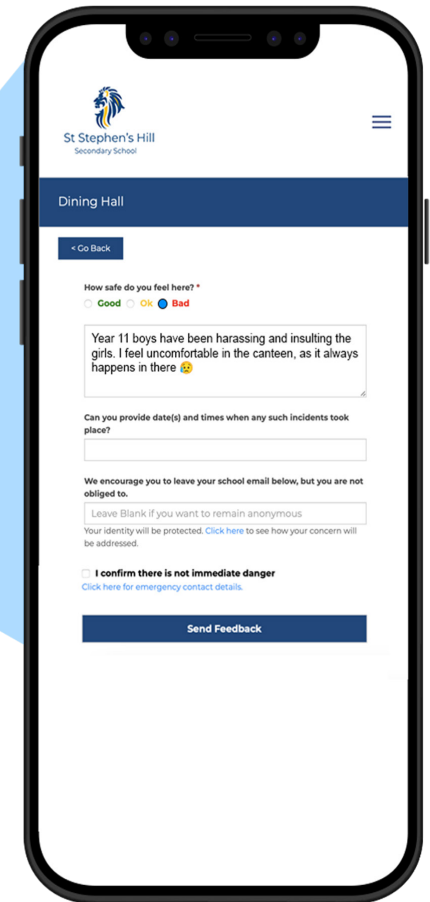 St Stephen's Hill
Secondary School
Dining Hall
< Go Back
How safe do you feel here? *
Good Ok Bad
Year 11 boys have been harassing and insulting the
girls. I feel uncomfortable in the canteen, as it always
happens in there 😥
Can you provide date(s) and times when any such incidents took
place?
We encourage you to leave your school email below, but you are not
obliged to.
Leave Blank if you want to remain anonymous
Your identity will be protected. Click here to see how your concern will
be addressed.
I confirm there is not immediate danger
Click here for emergency contact details.
Send Feedback